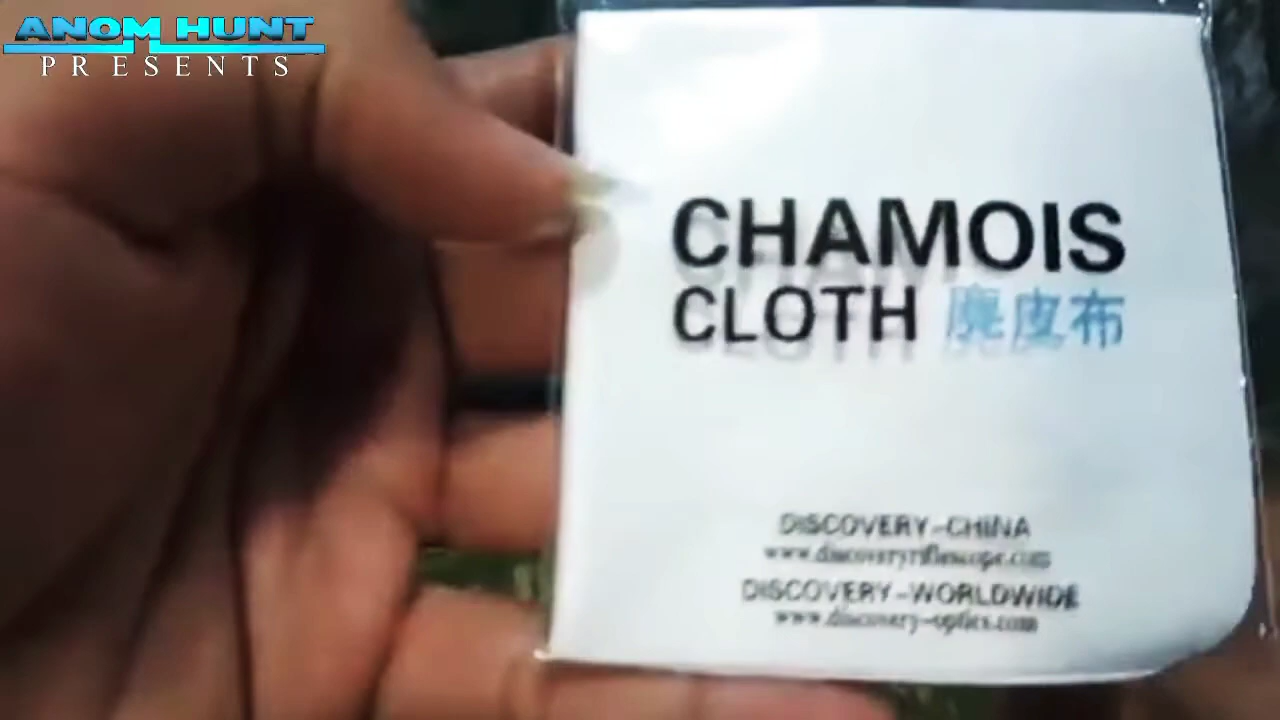 ANOM HUNT
PRESENTS
CHAMOIS
CLOTH 麂皮布
DISCOVERY-CHINA
www.discoveryriflescope.com
DISCOVERY-WORLDWIDE
www.discovery-optics.com